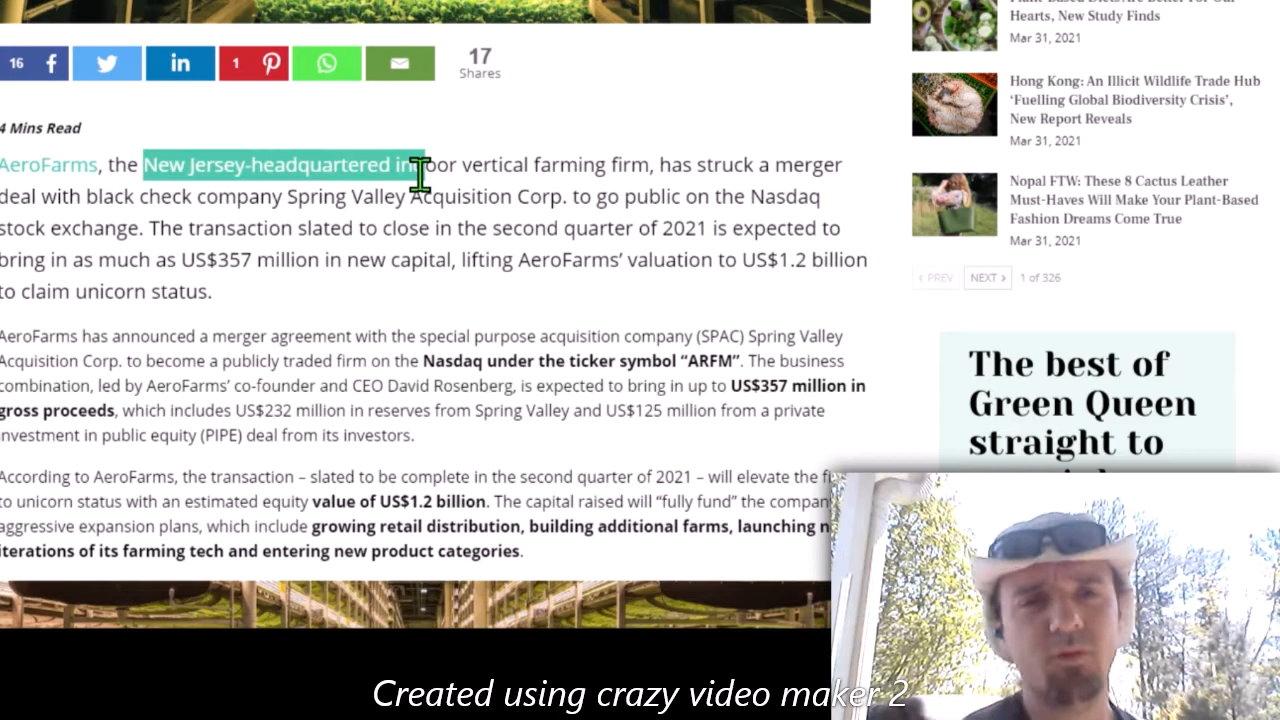 Hearts, New Study Finds
Mar 31, 2021
16
1
17
Shares
Hong Kong: An Illicit Wildlife Trade Hub
‘Fuelling Global Biodiversity Crisis’,
New Report Reveals
Mar 31, 2021
4 Mins Read
AeroFarms, the New Jersey-headquartered indoor vertical farming firm, has struck a merger
deal with black check company Spring Valley Acquisition Corp. to go public on the Nasdaq
stock exchange. The transaction slated to close in the second quarter of 2021 is expected to
bring in as much as US$357 million in new capital, lifting AeroFarms’ valuation to US$1.2 billion
to claim unicorn status.
Nopal FTW: These 8 Cactus Leather
Must-Haves Will Make Your Plant-Based
Fashion Dreams Come True
Mar 31, 2021
PREV NEXT 1 of 326
AeroFarms has announced a merger agreement with the special purpose acquisition company (SPAC) Spring Valley
Acquisition Corp. to become a publicly traded firm on the Nasdaq under the ticker symbol “ARFM”. The business
combination, led by AeroFarms’ co-founder and CEO David Rosenberg, is expected to bring in up to US$357 million in
gross proceeds, which includes US$232 million in reserves from Spring Valley and US$125 million from a private
investment in public equity (PIPE) deal from its investors.
The best of
Green Queen
straight to
According to AeroFarms, the transaction – slated to be complete in the second quarter of 2021 – will elevate the
to unicorn status with an estimated equity value of US$1.2 billion. The capital raised will “fully fund” the
aggressive expansion plans, which include growing retail distribution, building additional farms, launching
iterations of its farming tech and entering new product categories.
Created using crazy video maker 2